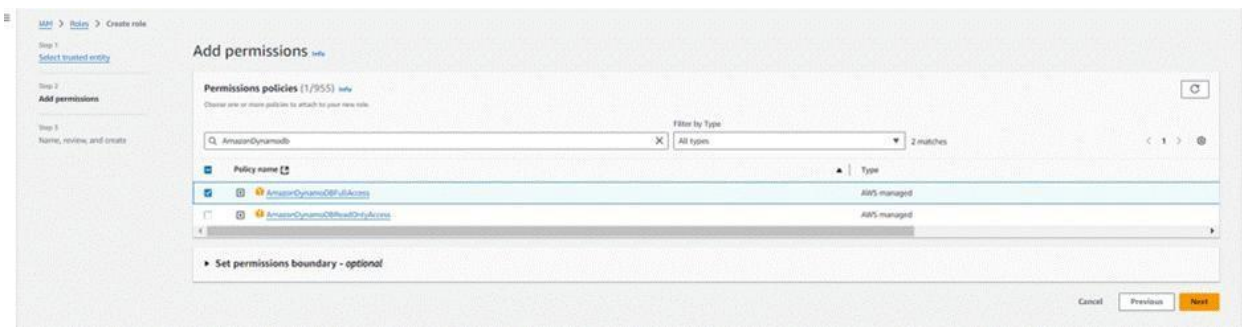 IAM > Roles > Create role
Step 1
Select trusted entity
Step 2
Add permissions
Step 3
Name, review, and create
Add permissions Info
Permissions policies (1/955) Info
Choose one or more policies to attach to your new role.
Filter by Type
AmazonDynamodb
All types
2 matches
1
Policy name
Type
AmazonDynamoDBFullAccess
AWS managed
AmazonDynamoDBReadOnlyAccess
AWS managed
Set permissions boundary - optional
Cancel
Previous
Next